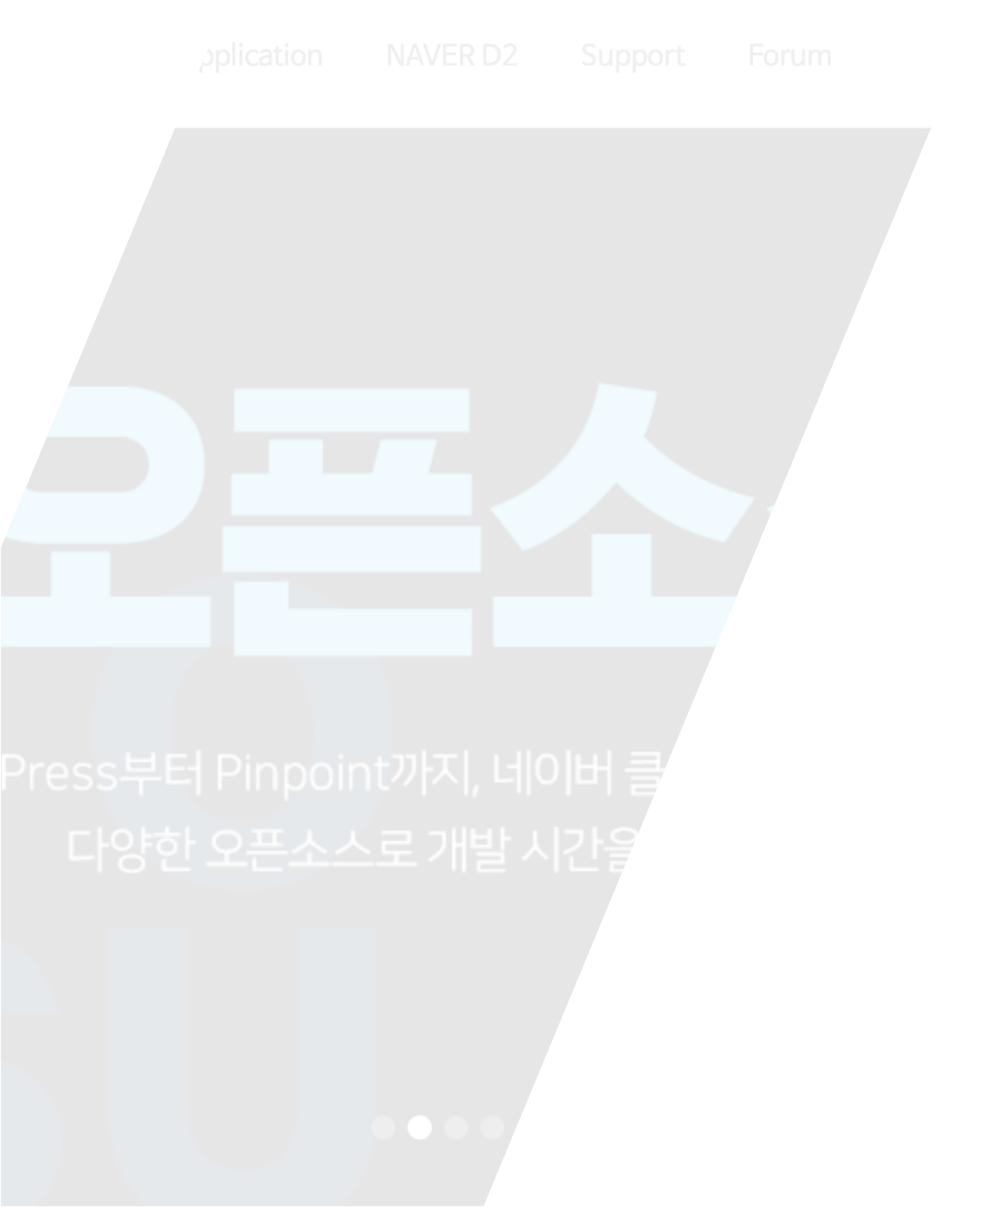 NAVER D2 Support Forum
오픈소
Press부터 Pinpoint까지, 네이버
다양한 오픈소스로 개발 시간을
SU